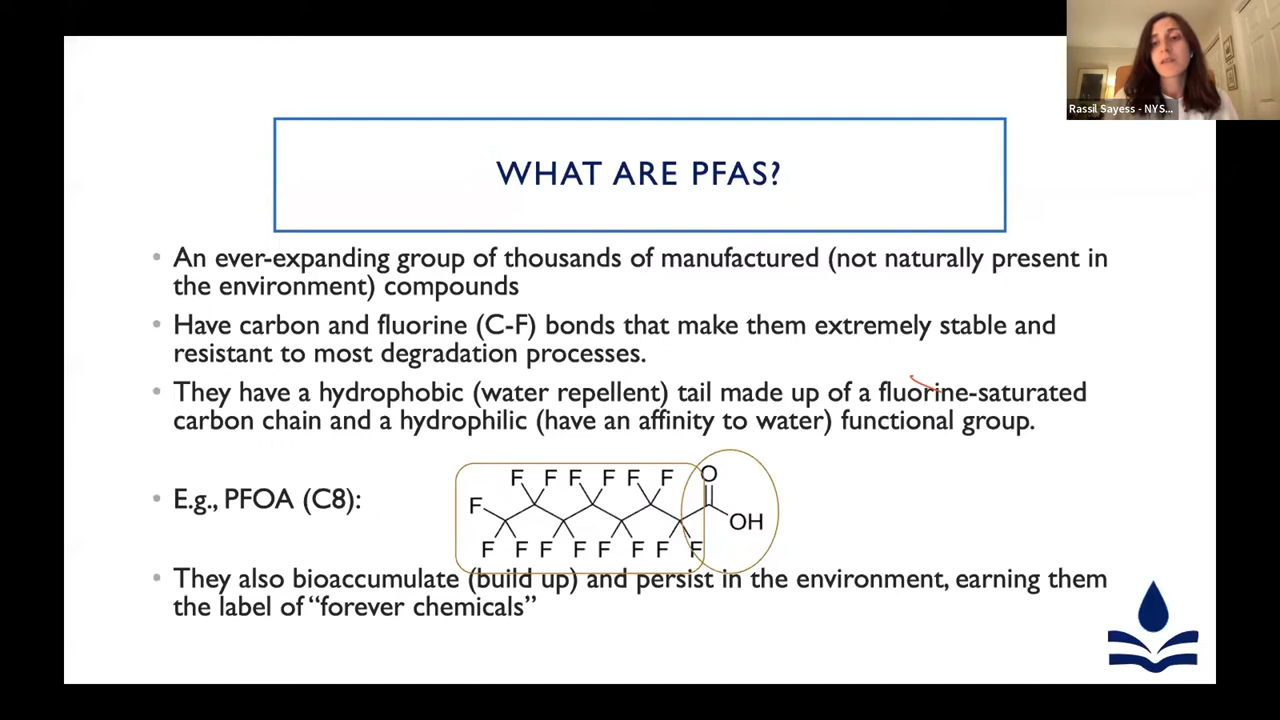 Rassil Sayess - NYS...
WHAT ARE PFAS?
• An ever-expanding group of thousands of manufactured (not naturally present in
the environment) compounds
• Have carbon and fluorine (C-F) bonds that make them extremely stable and
resistant to most degradation processes.
• They have a hydrophobic (water repellent) tail made up of a fluorine-saturated
carbon chain and a hydrophilic (have an affinity to water) functional group.
• E.g., PFOA (C8):
F F F F F F O
F
OH
F F F F F F F F
• They also bioaccumulate (build up) and persist in the environment, earning them
the label of “forever chemicals”